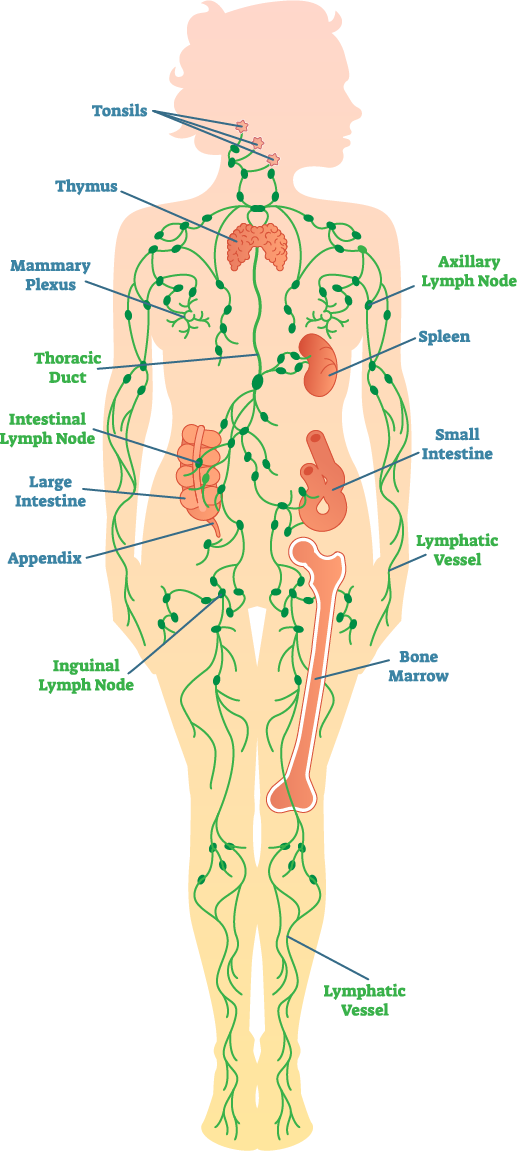 Tonsils
Thymus
Mammary
Plexus
Axillary
Lymph Node
Spleen
Thoracic
Duct
Intestinal
Lymph Node
Small
Intestine
Large
Intestine
Appendix
Lymphatic
Vessel
Inguinal
Lymph Node
Bone
Marrow
Lymphatic
Vessel